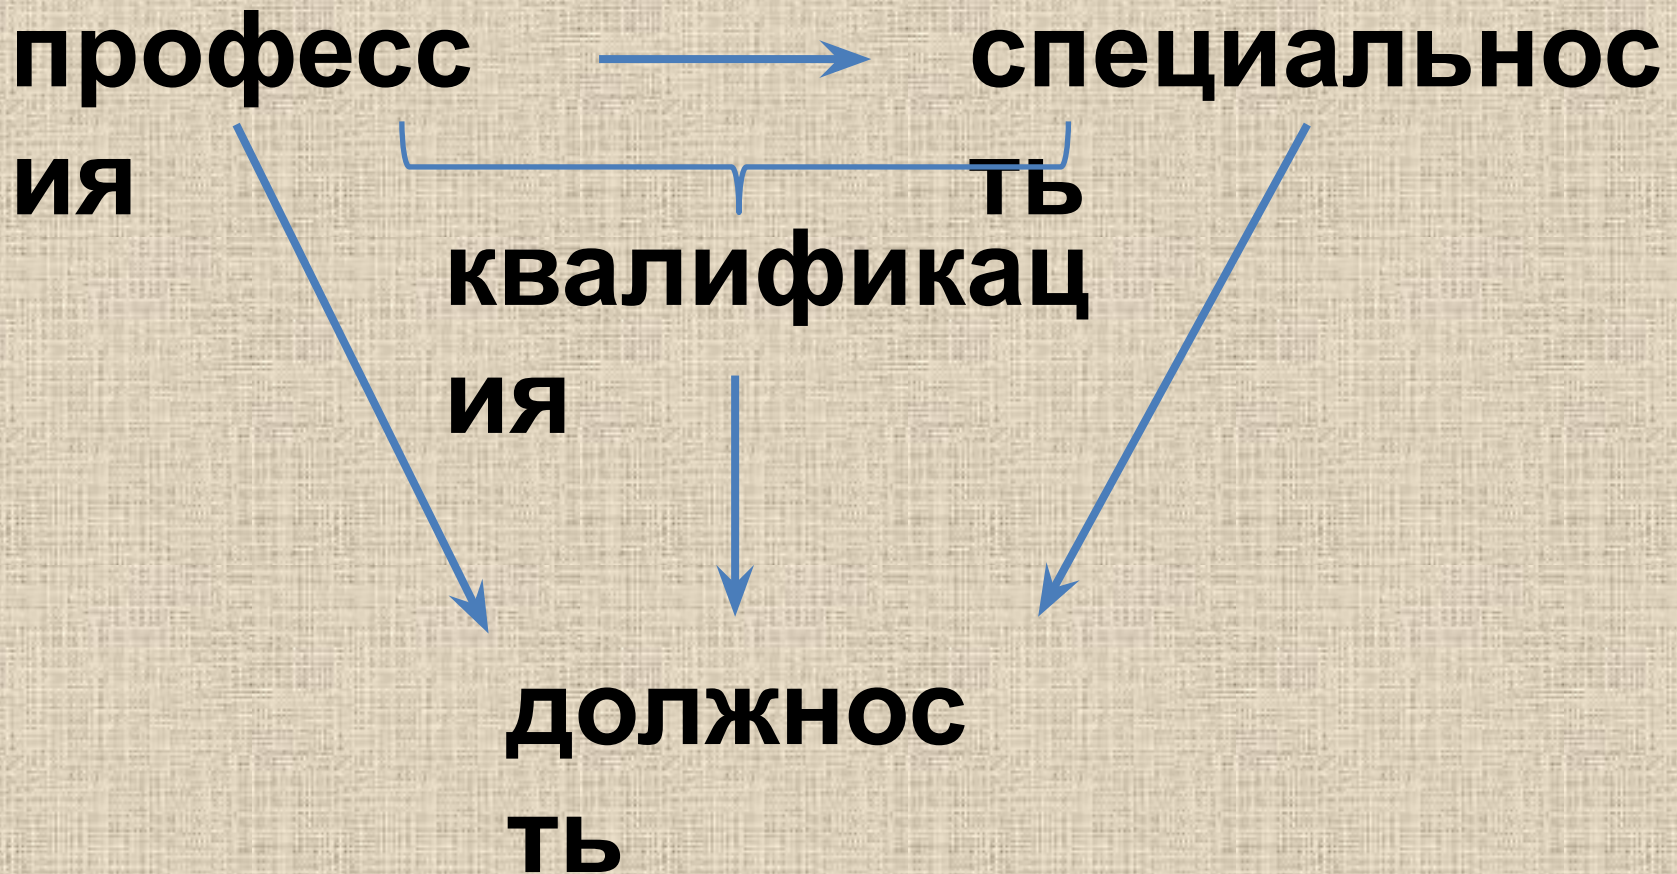 професс
ия
специальнос
ть
квалификац
ия
должнос
ть